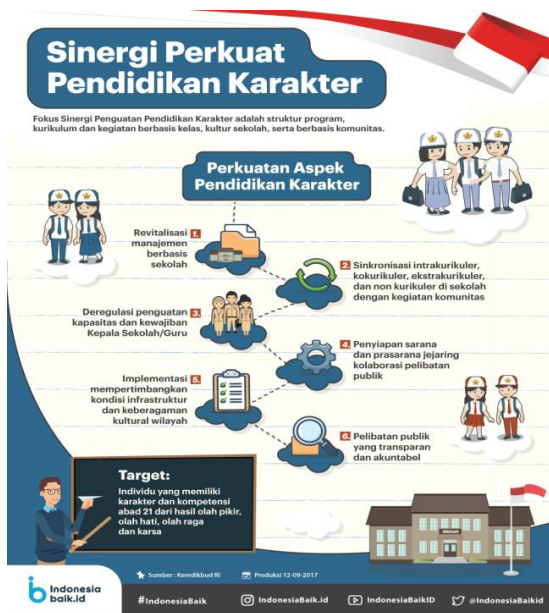 Sinergi Perkuat
Pendidikan Karakter
Fokus Sinergi Penguatan Pendidikan Karakter adalah struktur program,
kurikulum dan kegiatan berbasis kelas, kultur sekolah, serta berbasis komunitas.
Perkuatan Aspek
Pendidikan Karakter
Revitalisasi 1.
manajemen
berbasis
sekolah
2. Sinkronisasi intrakurikuler,
kokurikuler, ekstrakurikuler,
dan non kurikuler di sekolah
dengan kegiatan komunitas
Deregulasi penguatan 3.
kapasitas dan kewajiban
Kepala Sekolah/Guru
4. Penyiapan sarana
dan prasarana jejaring
kolaborasi pelibatan
publik
Implementasi 5.
mempertimbangkan
kondisi infrastruktur
dan keberagaman
kultural wilayah
6. Pelibatan publik
yang transparan
dan akuntabel
Target:
Individu yang memiliki
karakter dan kompetensi
abad 21 dari hasil olah pikir,
olah hati, olah raga
dan karsa
SEKOLAH
Sumber : Kemdikbud RI
Produksi 12-09-2017
Indonesia
baik.id
#IndonesiaBaik
IndonesiaBaik.id
IndonesiaBaikID
@IndonesiaBaikid